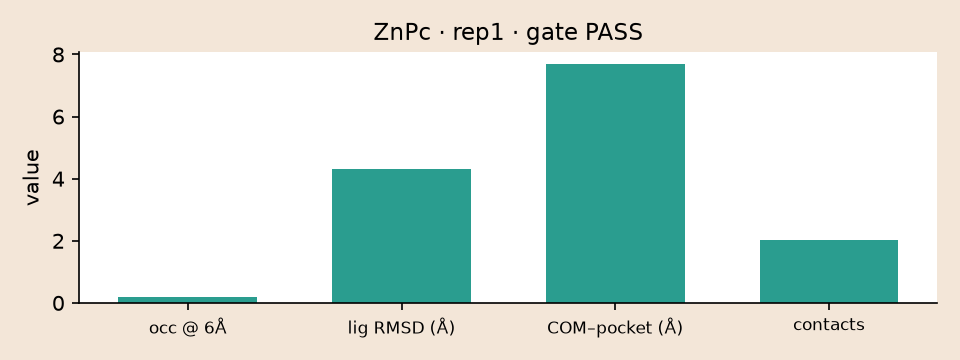 ZnPc · rep1 · gate PASS
8
6
4
2
0
value
occ @ 6Å
lig RMSD (Å)
COM–pocket (Å)
contacts